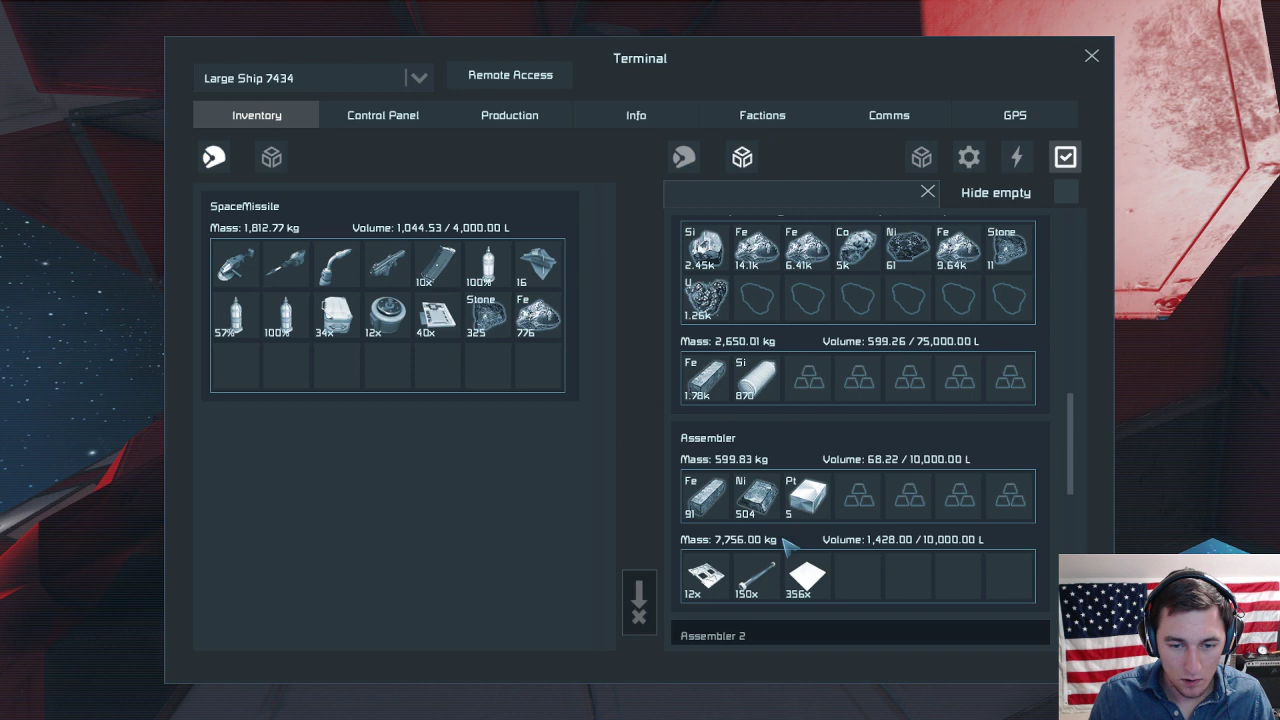 Terminal
Large Ship 7434
Remote Access
Inventory
Control Panel
Production
Info
Factions
Comms
GPS
Hide empty
SpaceMissile
Mass: 1,812.77 kg
Volume: 1,044.53 / 4,000.00 L
10x
100%
16
57%
100%
34x
12x
40x
Stone
325
Fe
776
Si
2.45k
Fe
14.1k
Fe
6.41k
Co
5k
Ni
61
Fe
9.64k
Stone
11
U
1.26k
Mass: 2,650.01 kg
Volume: 599.26 / 75,000.00 L
Fe
1.78k
Si
870
Assembler
Mass: 599.83 kg
Volume: 68.22 / 10,000.00 L
Fe
91
Ni
504
Pt
5
Mass: 7,756.00 kg
Volume: 1,428.00 / 10,000.00 L
12x
150x
356x
Assembler 2